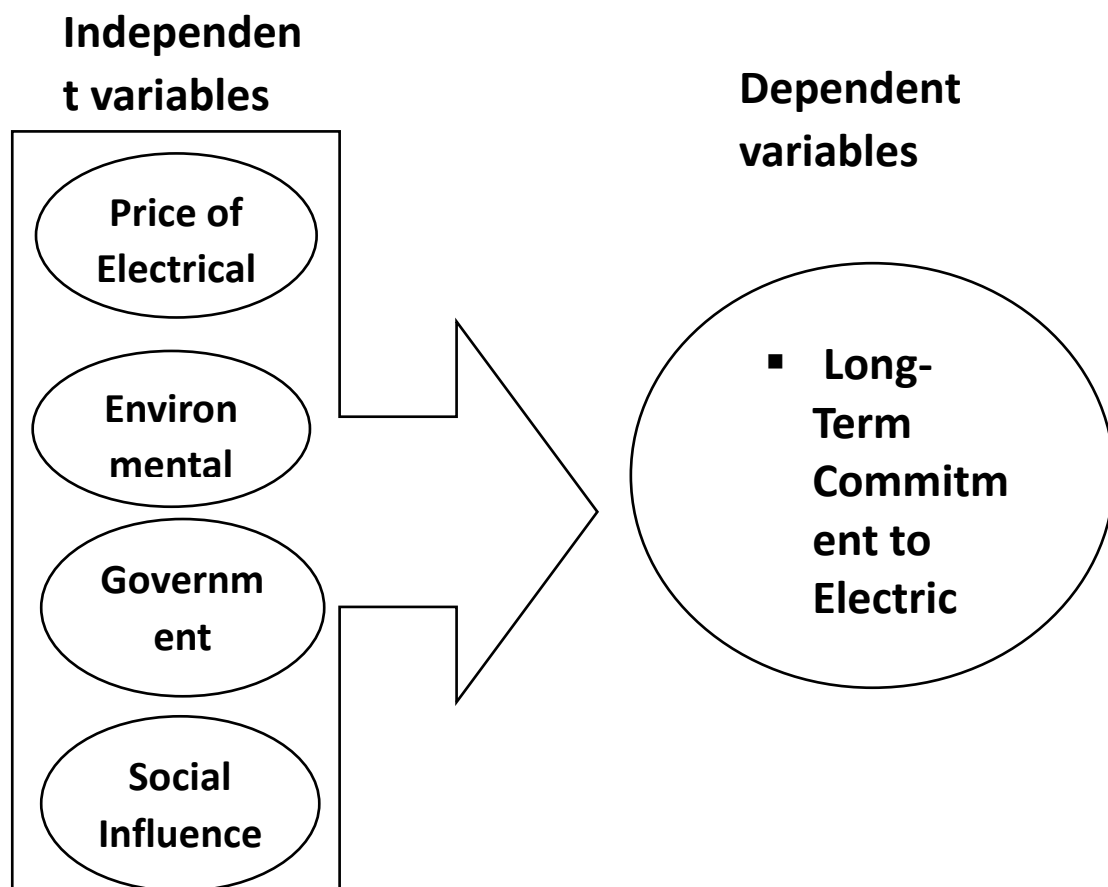 Independen
t variables
Price of
Electrical
Environ
mental
Governm
ent
Social
Influence
Dependent
variables
▪ Long-
Term
Commitm
ent to
Electric